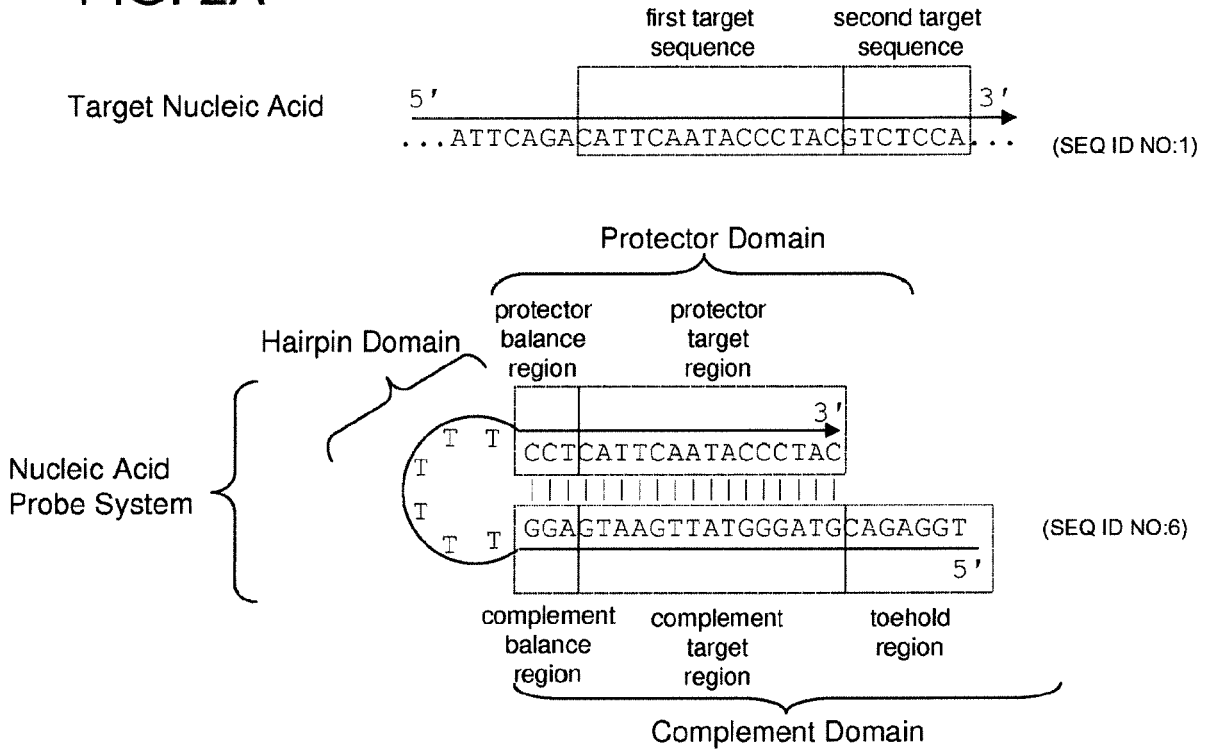 FIG. 2A
first target sequence
second target sequence
Target Nucleic Acid
5'
3'
...ATTCAGACATTCAATACCCTACGTCTCCA...
(SEQ ID NO:1)
Protector Domain
protector balance region
protector target region
Hairpin Domain
Nucleic Acid Probe System
T T T T T T
3'
CCTCATTCAATACCCTAC
GGAGTAAGTTATGGGATGCAGAGGT
(SEQ ID NO:6)
5'
complement balance region
complement target region
toehold region
Complement Domain